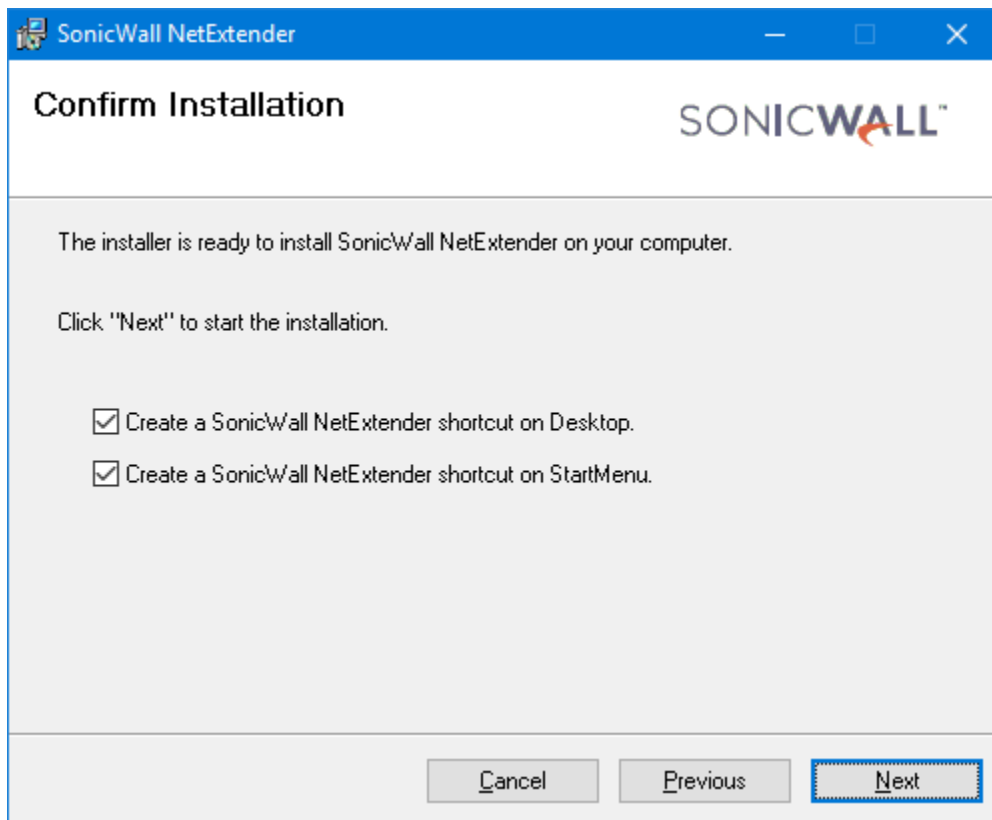 SonicWall NetExtender
Confirm Installation
SONICWALL™
The installer is ready to install SonicWall NetExtender on your computer.
Click "Next" to start the installation.
Create a SonicWall NetExtender shortcut on Desktop.
Create a SonicWall NetExtender shortcut on StartMenu.
Cancel
Previous
Next